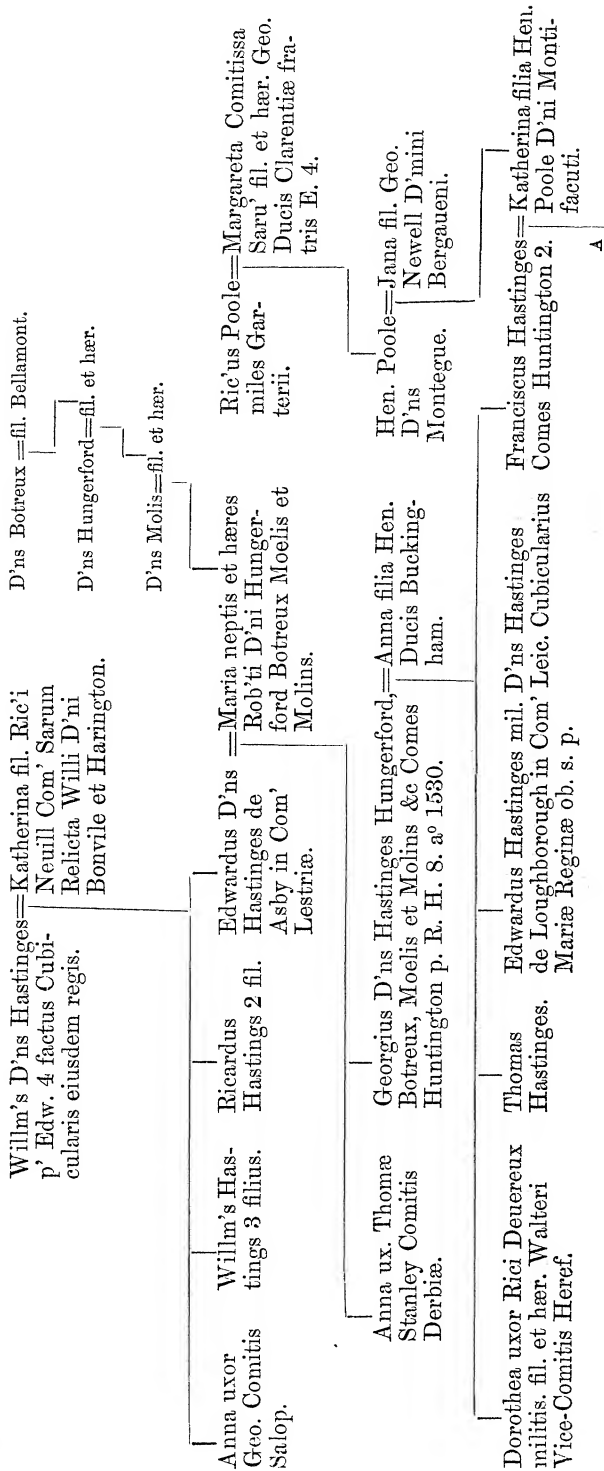 Willm's D'ns Hastinges=Katherina fil. Ric'i
p' Edw. 4 factus Cubi- Neuill Com' Sarum
cularis eiusdem regis. Relicta Willi D'ni
Bonvile et Harington.
D'ns Botreux=fil. Bellamont.
D'ns Hungerford=fil. et hær.
D'ns Molis=fil. et hær.
Anna uxor
Geo. Comitis
Salop.
Willm's Has-
tings 3 filius.
Ricardus
Hastings 2 fil.
Edwardus D'ns
Hastinges de
Asby in Com'
Lestriæ.
=Maria neptis et hæres
Rob'ti D'ni Hunger-
ford Botreux Moelis et
Molins.
Ric'us Poole=Margareta Comitissa
miles Gar- Saru' fil. et hær. Geo.
terii. Ducis Clarentiæ fra-
tris E. 4.
Anna ux. Thomæ
Stanley Comitis
Derbiæ.
Georgius D'ns Hastinges Hungerford,=Anna filia Hen.
Botreux, Moelis et Molins &c Comes Ducis Bucking-
Huntington p. R. H. 8. aº 1530. ham.
Hen. Poole=Jana fil. Geo.
D'ns Newell D'mini
Montegue. Bergaueni.
Dorothea uxor Rici Deuereux
militis. fil. et hær. Walteri
Vice-Comitis Heref.
Thomas
Hastinges.
Edwardus Hastinges mil. D'ns Hastinges
de Loughborough in Com' Leic. Cubicularius
Mariæ Reginæ ob. s. p.
Franciscus Hastinges=Katherina filia Hen.
Comes Huntington 2. Poole D'ni Monti-
facuti.
A